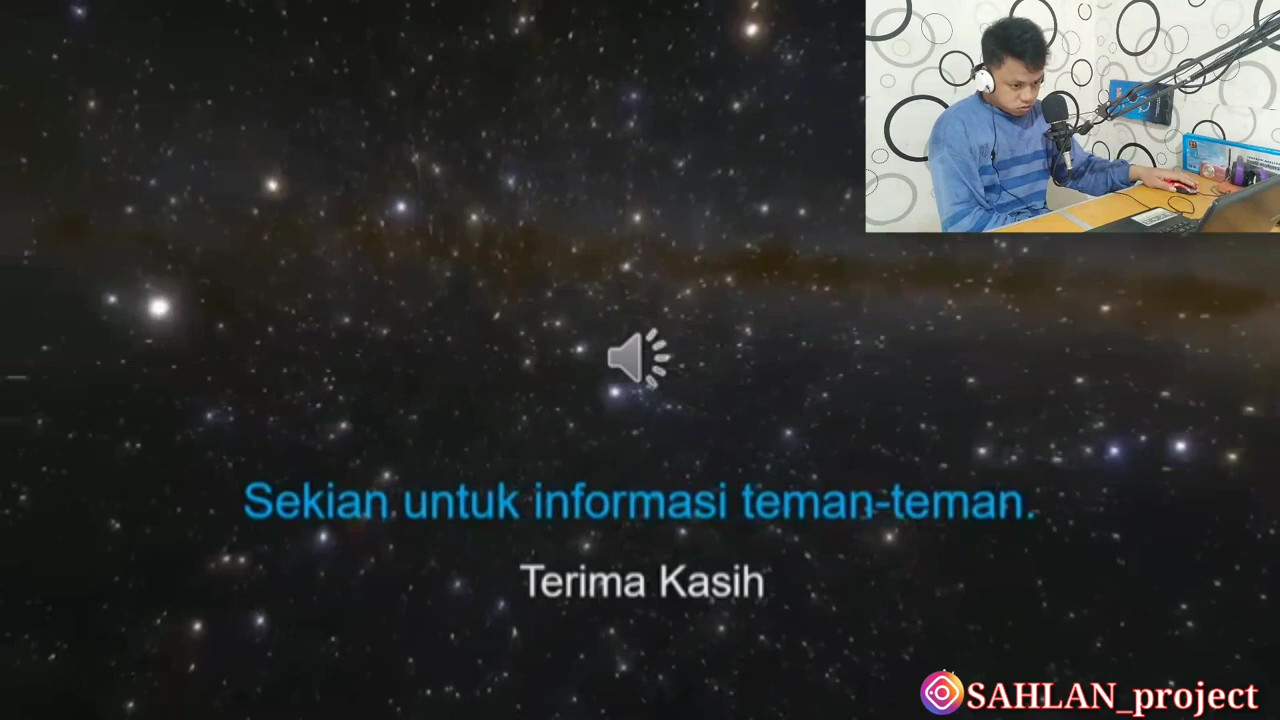 Sekian untuk informasi teman-teman.
Terima Kasih
SAHLAN_project